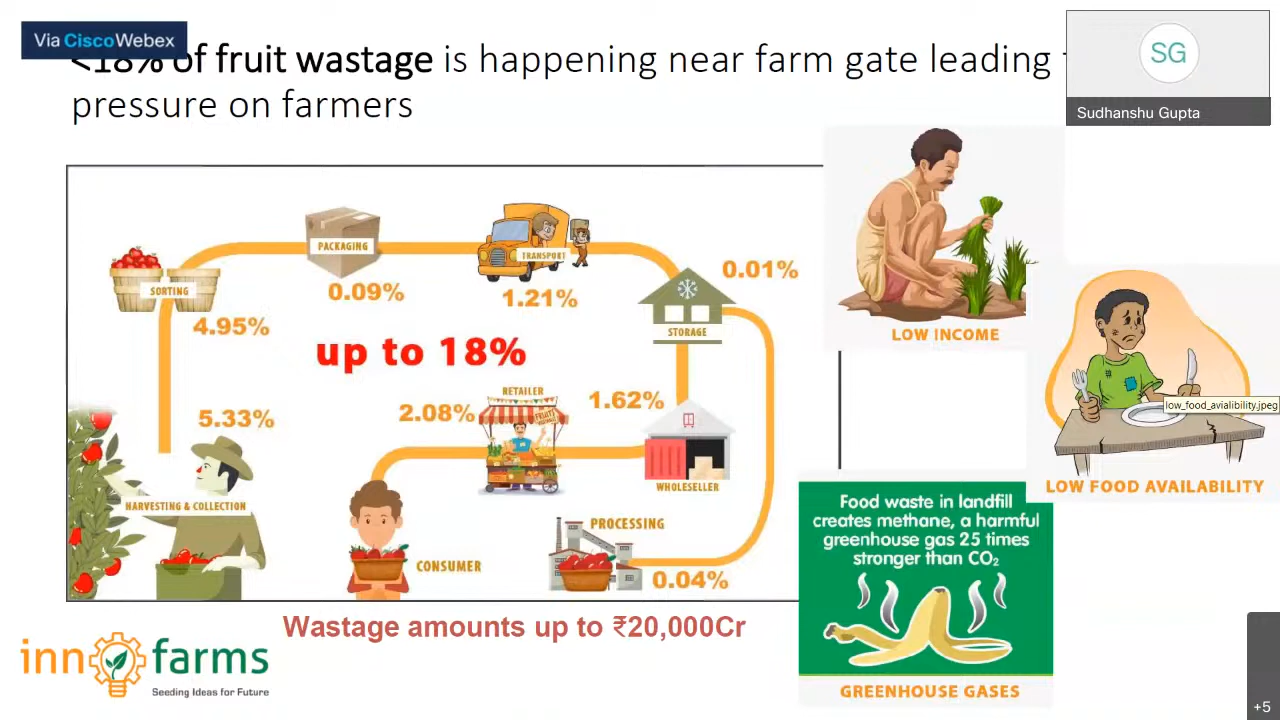 Via CiscoWebex
<18% of fruit wastage is happening near farm gate leading
pressure on farmers
SG
Sudhanshu Gupta
PACKAGING
0.09%
TRANSPORT
1.21%
0.01%
SORTING
4.95%
STORAGE
up to 18%
LOW INCOME
5.33%
RETAILER
2.08%
FRUIT
1.62%
low_food_avialibility.jpeg
WHOLESELLER
LOW FOOD AVAILABILITY
HARVESTING & COLLECTION
PROCESSING
CONSUMER
0.04%
Food waste in landfill
creates methane, a harmful
greenhouse gas 25 times
stronger than CO₂
GREENHOUSE GASES
Wastage amounts up to ₹20,000Cr
inn farms
Seeding Ideas for Future
+5